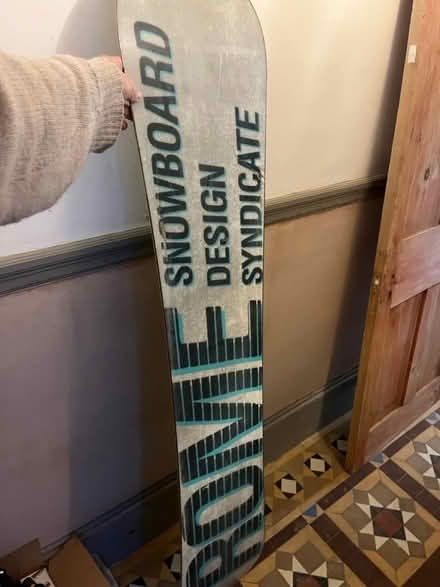 SNOWBOARD
DESIGN
SYNDICATE
ROME